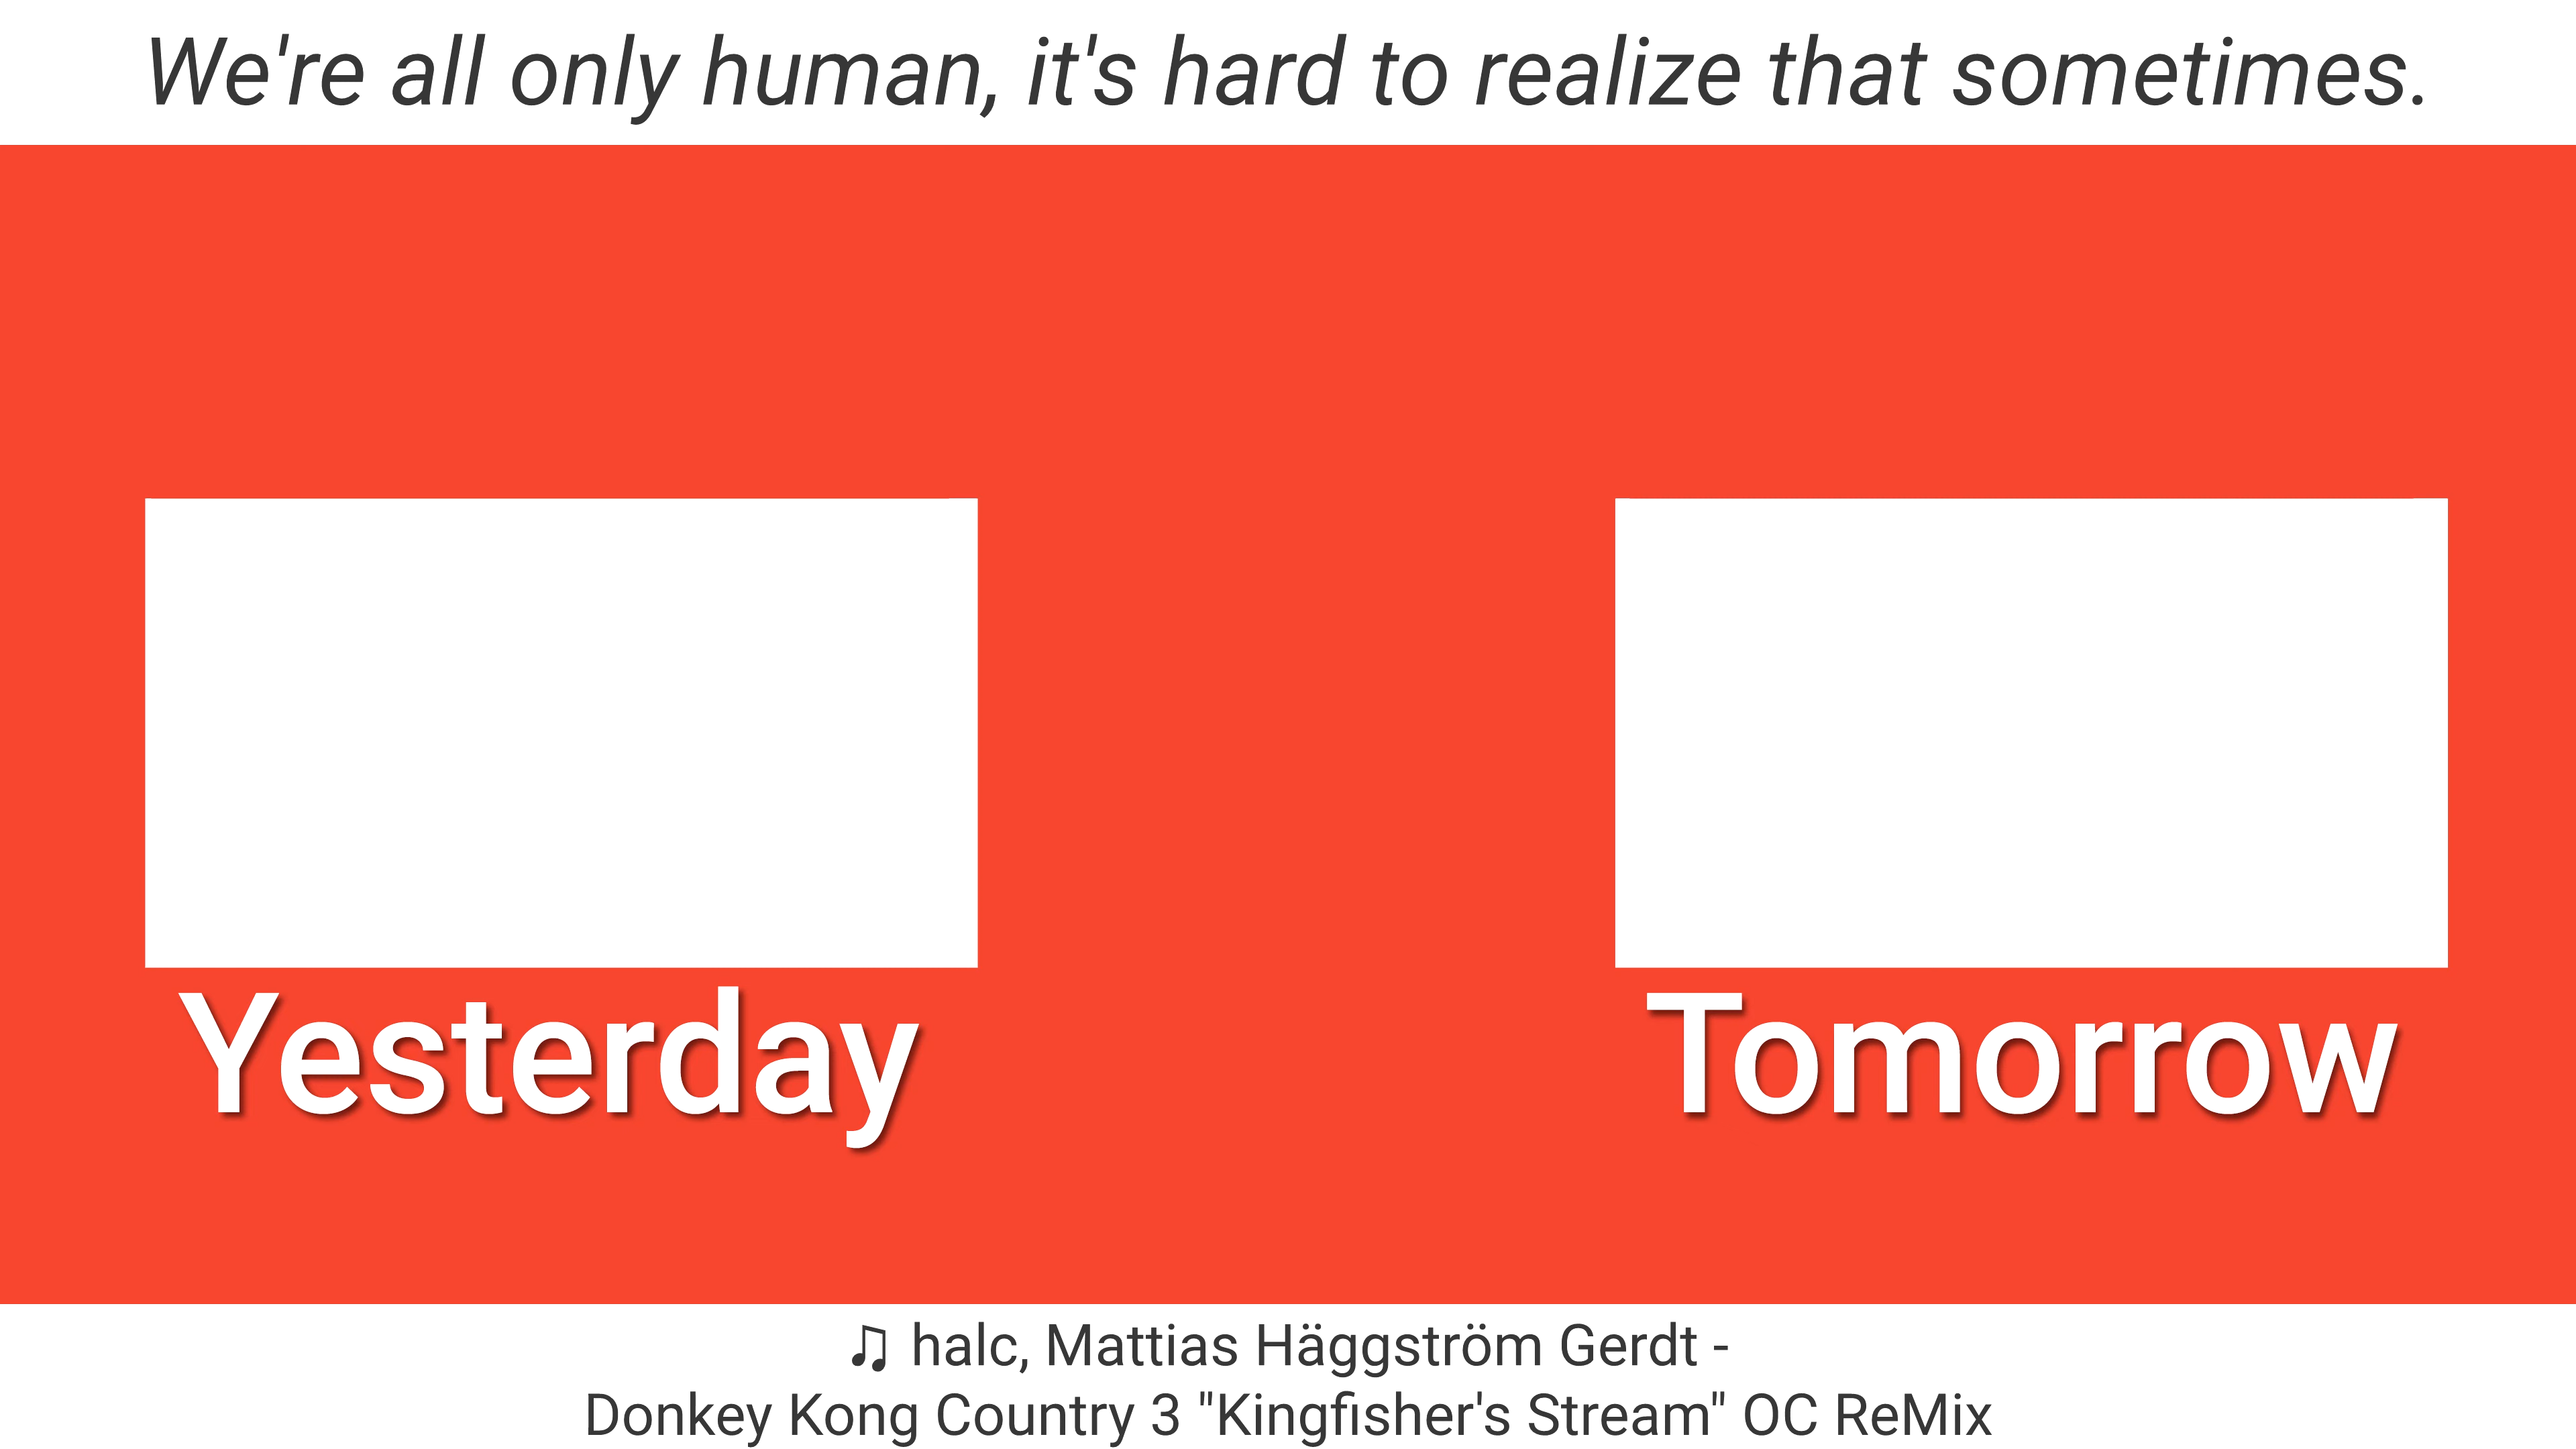 We're all only human, it's hard to realize that sometimes.
Yesterday
Tomorrow
♫ halc, Mattias Häggström Gerdt -
Donkey Kong Country 3 "Kingfisher's Stream" OC ReMix